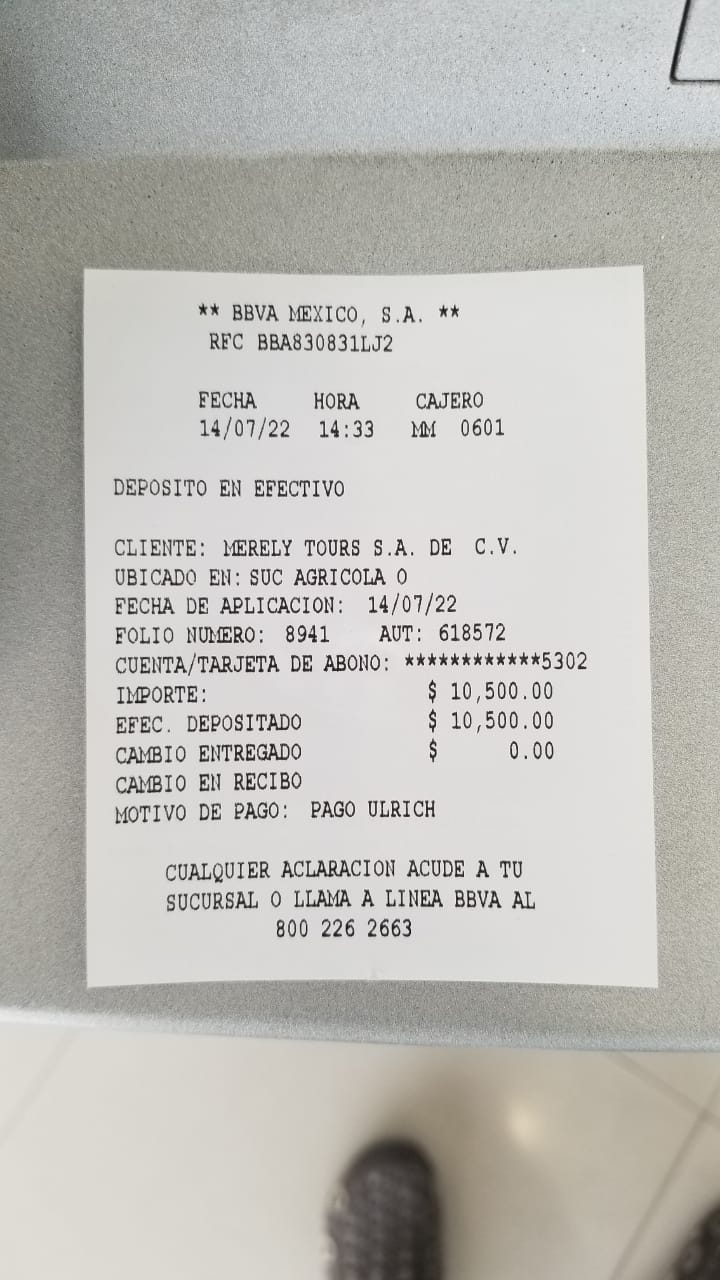 ** BBVA MEXICO, S.A. **
RFC BBA830831LJ2
FECHA HORA CAJERO
14/07/22 14:33 MM 0601
DEPOSITO EN EFECTIVO
CLIENTE: MERELY TOURS S.A. DE C.V.
UBICADO EN: SUC AGRICOLA O
FECHA DE APLICACION: 14/07/22
FOLIO NUMERO: 8941 AUT: 618572
CUENTA/TARJETA DE ABONO: ************5302
IMPORTE: $ 10,500.00
EFEC. DEPOSITADO $ 10,500.00
CAMBIO ENTREGADO $ 0.00
CAMBIO EN RECIBO
MOTIVO DE PAGO: PAGO ULRICH
CUALQUIER ACLARACION ACUDE A TU
SUCURSAL O LLAMA A LINEA BBVA AL
800 226 2663